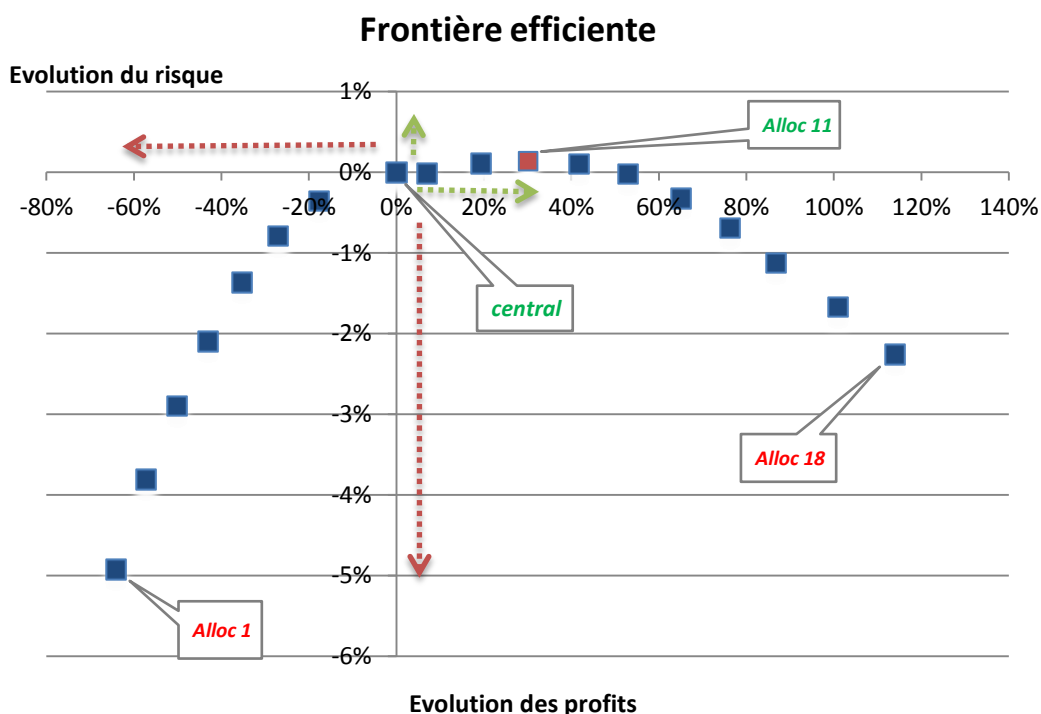 Frontière efficiente
Evolution du risque
1%
Alloc 11
0%
-80%
-60%
-40%
-20%
0%
20%
40%
60%
80%
100%
120%
140%
-1%
central
-2%
-3%
Alloc 18
-4%
-5%
Alloc 1
-6%
Evolution des profits